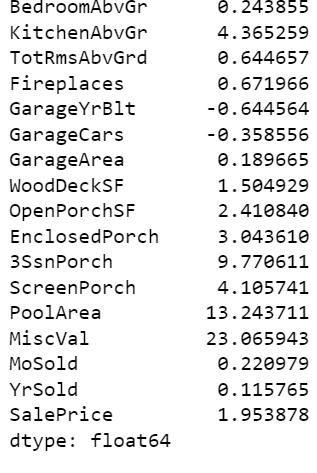 BedroomAbvGr 0.243855
KitchenAbvGr 4.365259
TotRmsAbvGrd 0.644657
Fireplaces 0.671966
GarageYrBlt -0.644564
GarageCars -0.358556
GarageArea 0.189665
WoodDeckSF 1.504929
OpenPorchSF 2.410840
EnclosedPorch 3.043610
3SsnPorch 9.770611
ScreenPorch 4.105741
PoolArea 13.243711
MiscVal 23.065943
MoSold 0.220979
YrSold 0.115765
SalePrice 1.953878
dtype: float64